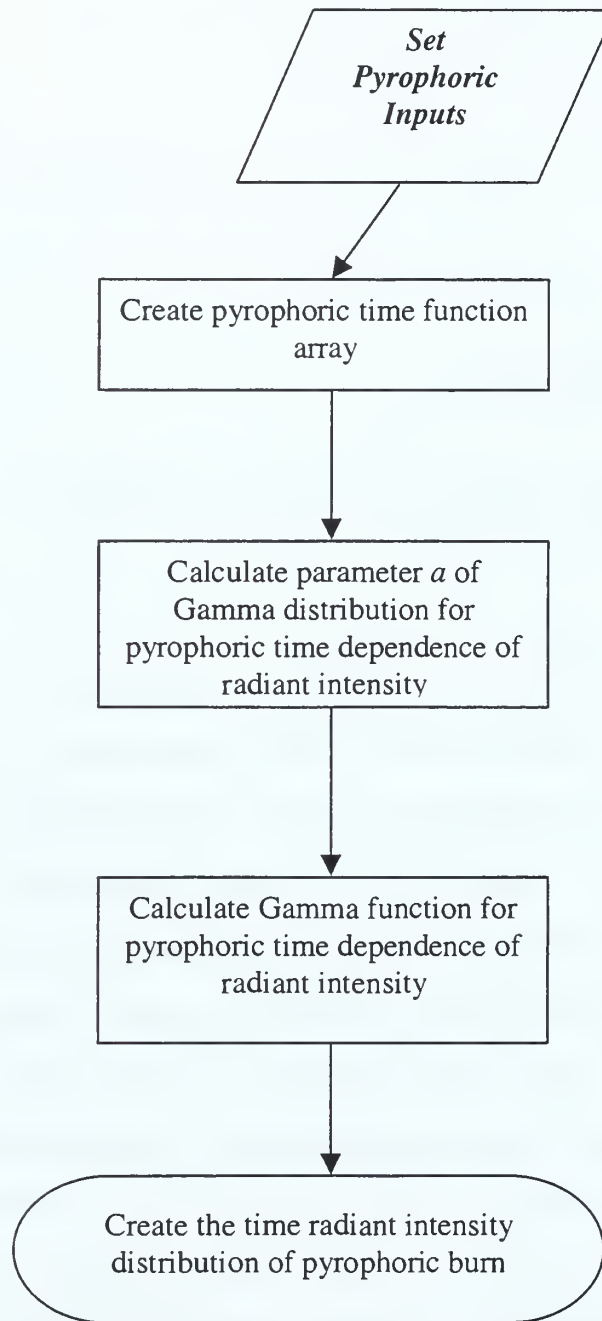 Set
Pyrophoric
Inputs
Create pyrophoric time function
array
Calculate parameter a of
Gamma distribution for
pyrophoric time dependence of
radiant intensity
Calculate Gamma function for
pyrophoric time dependence of
radiant intensity
Create the time radiant intensity
distribution of pyrophoric burn